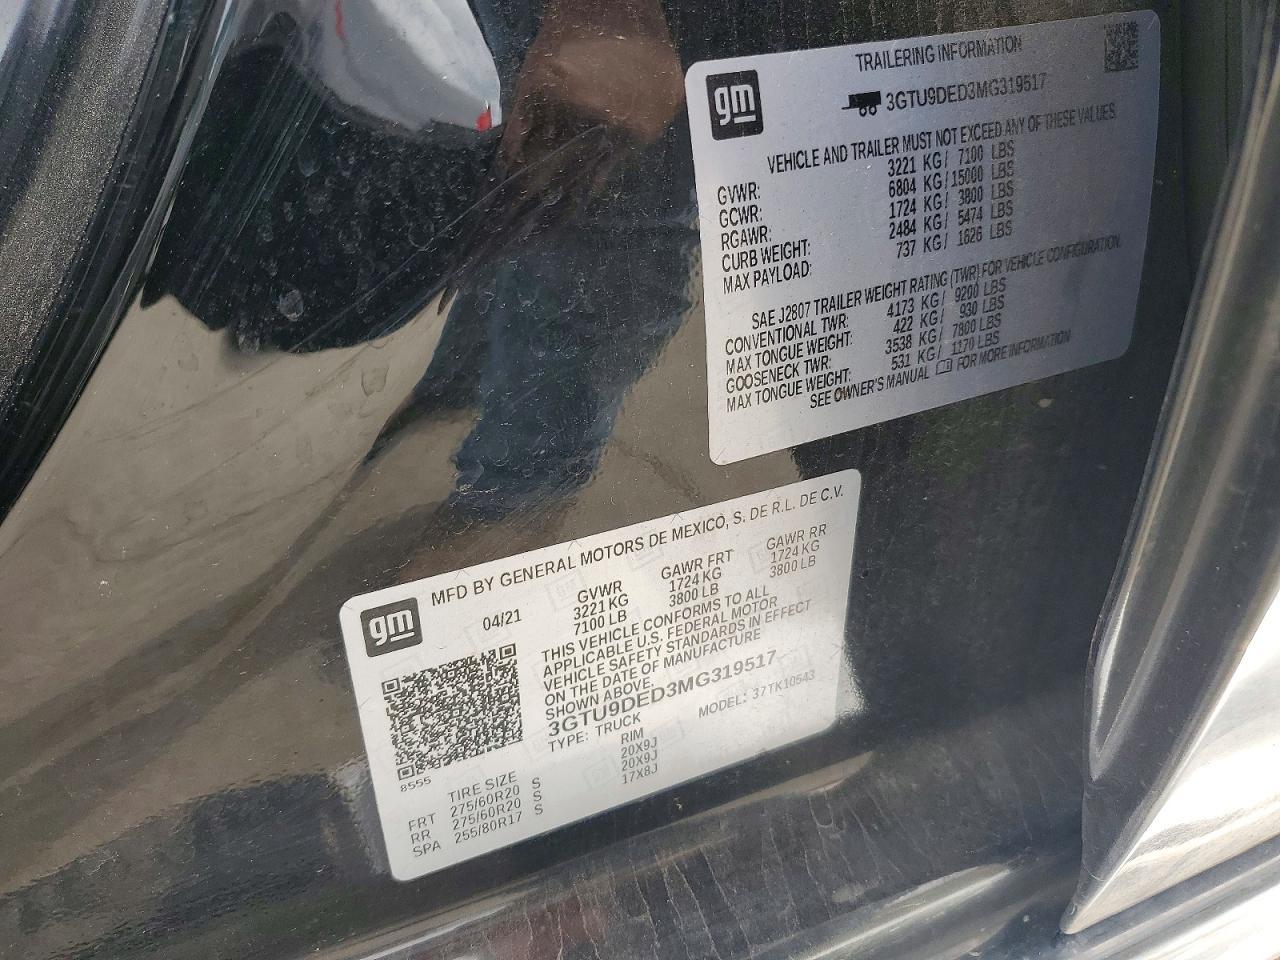 gm
TRAILERING INFORMATION
3GTU9DED3MG319517
VEHICLE AND TRAILER MUST NOT EXCEED ANY OF THESE VALUES.
GVWR: 3221 KG/ 7100 LBS
GCWR: 6804 KG/ 15000 LBS
RGAWR: 1724 KG/ 3800 LBS
CURB WEIGHT: 2484 KG/ 5474 LBS
MAX PAYLOAD: 737 KG/ 1626 LBS
SAE J2807 TRAILER WEIGHT RATING (TWR) FOR VEHICLE CONFIGURATION.
CONVENTIONAL TWR: 4173 KG/ 9200 LBS
MAX TONGUE WEIGHT: 422 KG/ 930 LBS
GOOSENECK TWR: 3538 KG/ 7800 LBS
MAX TONGUE WEIGHT: 531 KG/ 1170 LBS
SEE OWNER'S MANUAL FOR MORE INFORMATION
gm
MFD BY GENERAL MOTORS DE MEXICO, S. DE R.L. DE C.V.
04/21 GVWR GAWR FRT GAWR RR
3221 KG 1724 KG 1724 KG
7100 LB 3800 LB 3800 LB
THIS VEHICLE CONFORMS TO ALL
APPLICABLE U.S. FEDERAL MOTOR
VEHICLE SAFETY STANDARDS IN EFFECT
ON THE DATE OF MANUFACTURE
SHOWN ABOVE.
3GTU9DED3MG319517
TYPE: TRUCK MODEL: 37TK10543
8555
TIRE SIZE RIM
FRT 275/60R20 S 20X9J
RR 275/60R20 S 20X9J
SPA 255/80R17 S 17X8J